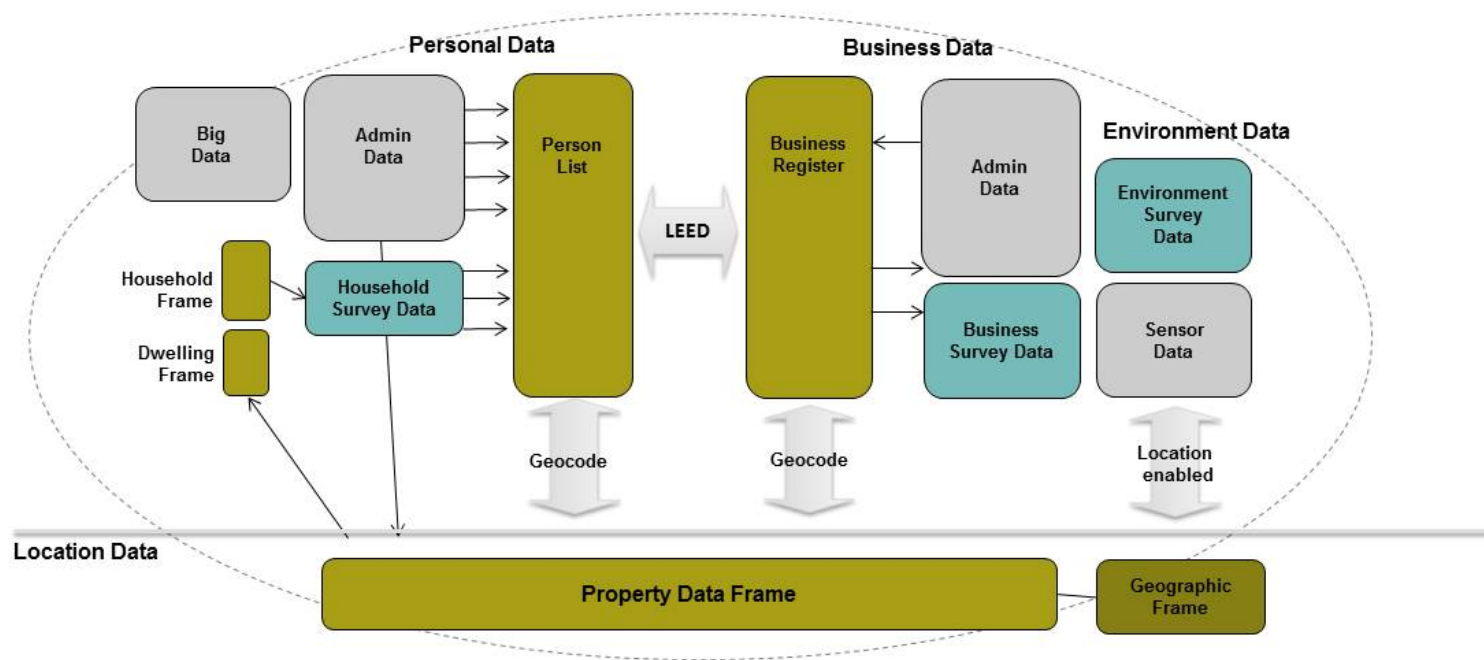 Personal Data
Business Data
Big
Data
Admin
Data
Person
List
Business
Register
Admin
Data
Environment Data
Environment
Survey
Data
LEED
Household
Frame
Household
Survey Data
Dwelling
Frame
Business
Survey Data
Sensor
Data
Geocode
Geocode
Location
enabled
Location Data
Property Data Frame
Geographic
Frame